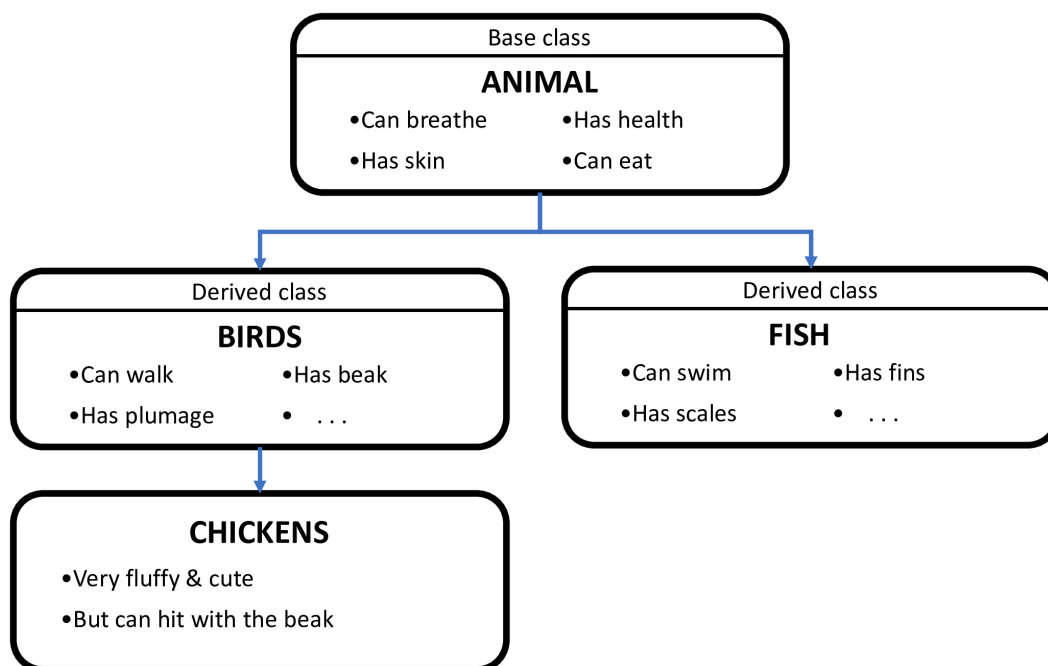 Base class
ANIMAL
•Can breathe •Has health
•Has skin •Can eat
Derived class
BIRDS
•Can walk •Has beak
•Has plumage • . . .
Derived class
FISH
•Can swim •Has fins
•Has scales • . . .
CHICKENS
•Very fluffy & cute
•But can hit with the beak